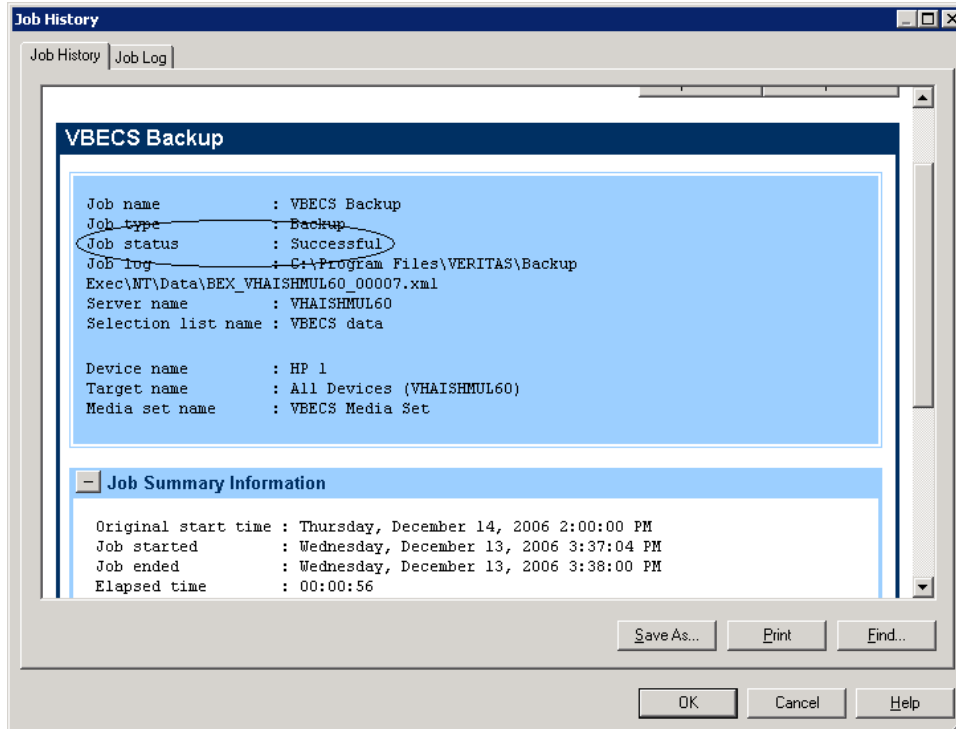 Job History
Job History Job Log
VBECS Backup
Job name : VBECS Backup
Job type : Backup
Job status : Successful
Job log : C:\Program Files\VERITAS\Backup
Exec\NT\Data\BEX_VHAISHMUL60_00007.xml
Server name : VHAISHMUL60
Selection list name : VBECS data
Device name : HP 1
Target name : All Devices (VHAISHMUL60)
Media set name : VBECS Media Set
Job Summary Information
Original start time : Thursday, December 14, 2006 2:00:00 PM
Job started : Wednesday, December 13, 2006 3:37:04 PM
Job ended : Wednesday, December 13, 2006 3:38:00 PM
Elapsed time : 00:00:56
Save As... Print Find...
OK Cancel Help